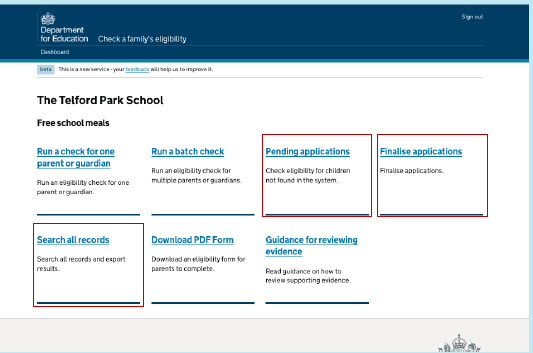 Sign out
Department
for Education
Check a family's eligibility
Dashboard
beta This is a new service - your feedback will help us to improve it.
The Telford Park School
Free school meals
Run a check for one
parent or guardian
Run an eligibility check for one
parent or guardian.
Run a batch check
Run an eligibility check for
multiple parents or guardians.
Pending applications
Check eligibility for children
not found in the system.
Finalise applications
Finalise applications.
Search all records
Search all records and export
results.
Download PDF Form
Download an eligibility form for
parents to complete.
Guidance for reviewing
evidence
Read guidance on how to
review supporting evidence.